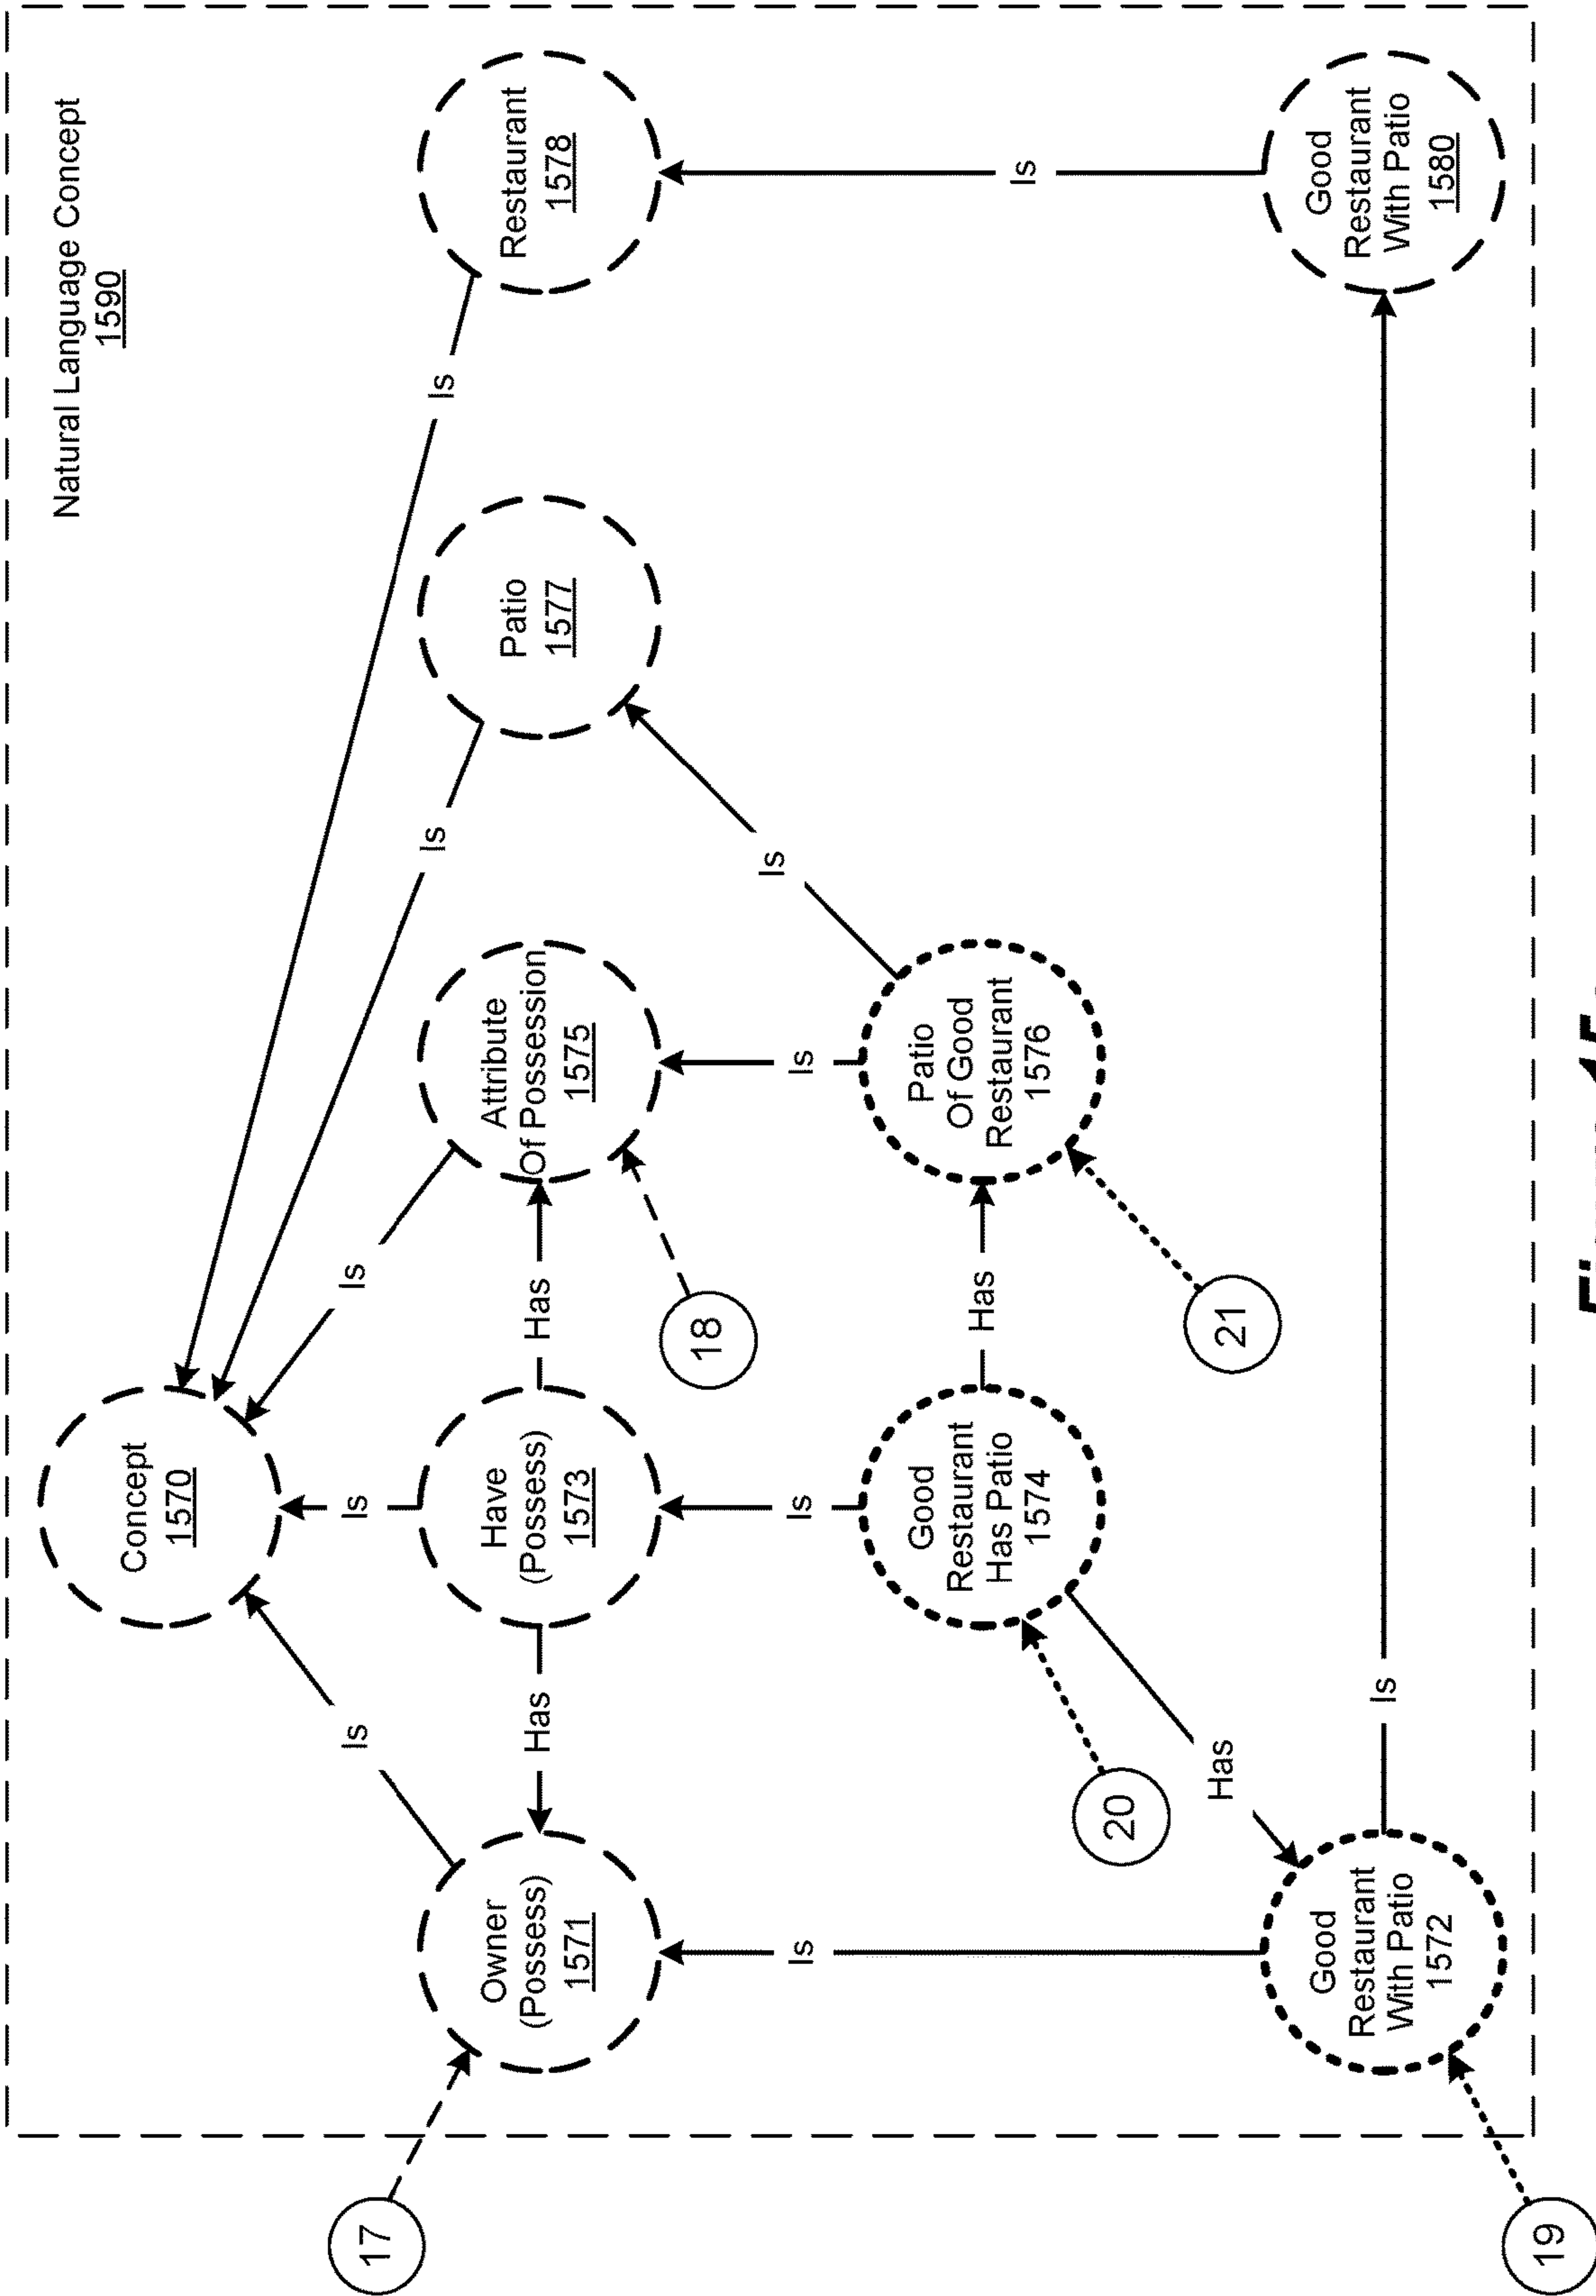 Natural Language Concept
1590
Concept
1570
Is
Is
Is
Is
Is
Owner
(Possess)
1571
Has
Have
(Possess)
1573
Has
Attribute
Of Possession
1575
Patio
1577
Restaurant
1578
17
18
Is
Is
Is
Is
Is
Good
Restaurant
Has Patio
1574
Has
Patio
Of Good
Restaurant
1576
20
Has
21
Good
Restaurant
With Patio
1572
Is
Good
Restaurant
With Patio
1580
19